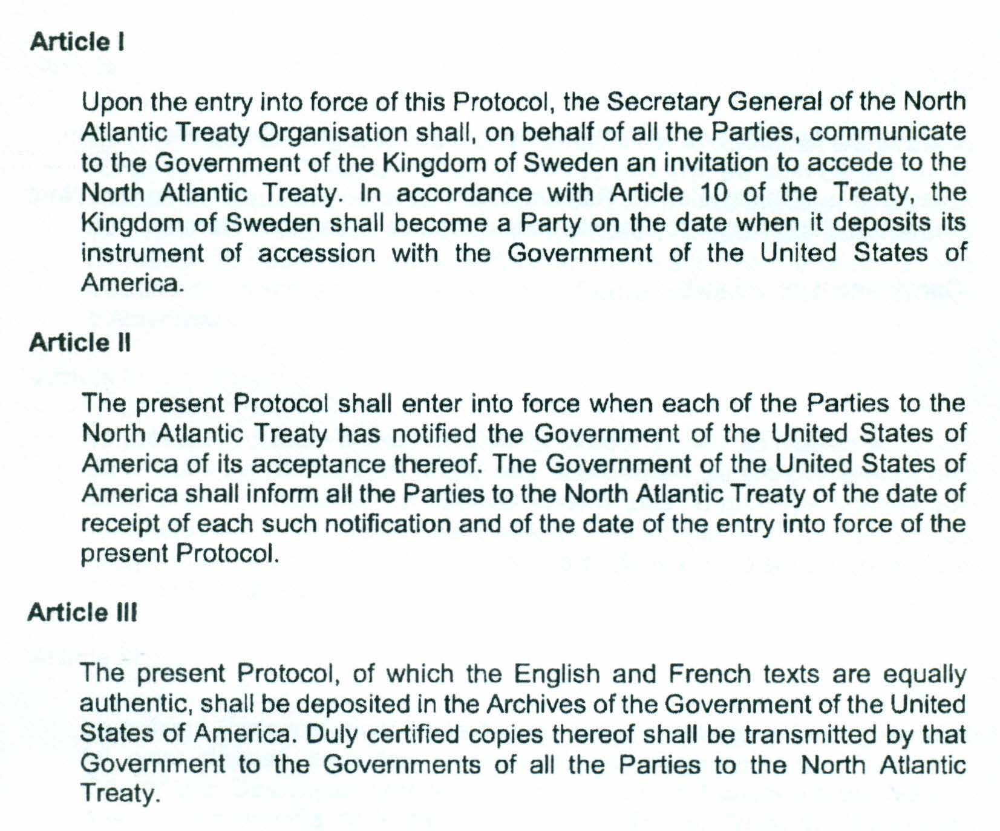 Article I
Upon the entry into force of this Protocol, the Secretary General of the North
Atlantic Treaty Organisation shall, on behalf of all the Parties, communicate
to the Government of the Kingdom of Sweden an invitation to accede to the
North Atlantic Treaty. In accordance with Article 10 of the Treaty, the
Kingdom of Sweden shall become a Party on the date when it deposits its
instrument of accession with the Government of the United States of
America.
Article II
The present Protocol shall enter into force when each of the Parties to the
North Atlantic Treaty has notified the Government of the United States of
America of its acceptance thereof. The Government of the United States of
America shall inform all the Parties to the North Atlantic Treaty of the date of
receipt of each such notification and of the date of the entry into force of the
present Protocol.
Article III
The present Protocol, of which the English and French texts are equally
authentic, shall be deposited in the Archives of the Government of the United
States of America. Duly certified copies thereof shall be transmitted by that
Government to the Governments of all the Parties to the North Atlantic
Treaty.